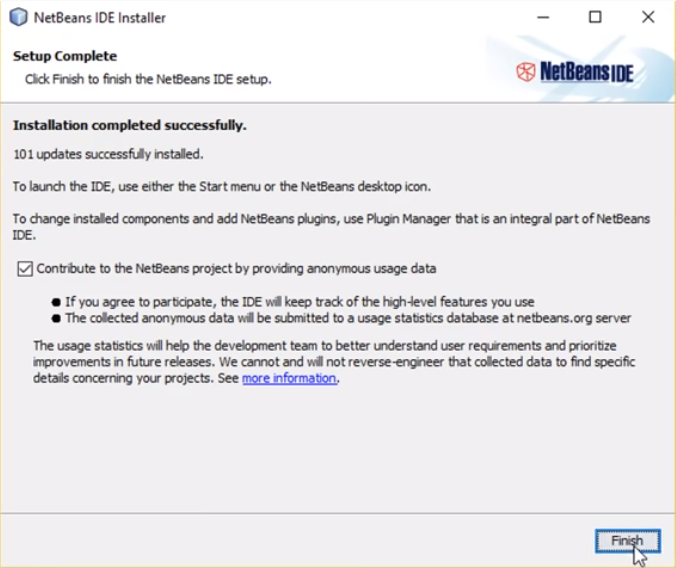 NetBeans IDE Installer
Setup Complete
Click Finish to finish the NetBeans IDE setup.
NetBeans IDE
Installation completed successfully.
101 updates successfully installed.
To launch the IDE, use either the Start menu or the NetBeans desktop icon.
To change installed components and add NetBeans plugins, use Plugin Manager that is an integral part of NetBeans
IDE.
Contribute to the NetBeans project by providing anonymous usage data
If you agree to participate, the IDE will keep track of the high-level features you use
The collected anonymous data will be submitted to a usage statistics database at netbeans.org server
The usage statistics will help the development team to better understand user requirements and prioritize
improvements in future releases. We cannot and will not reverse-engineer that collected data to find specific
details concerning your projects. See more information.
Finish